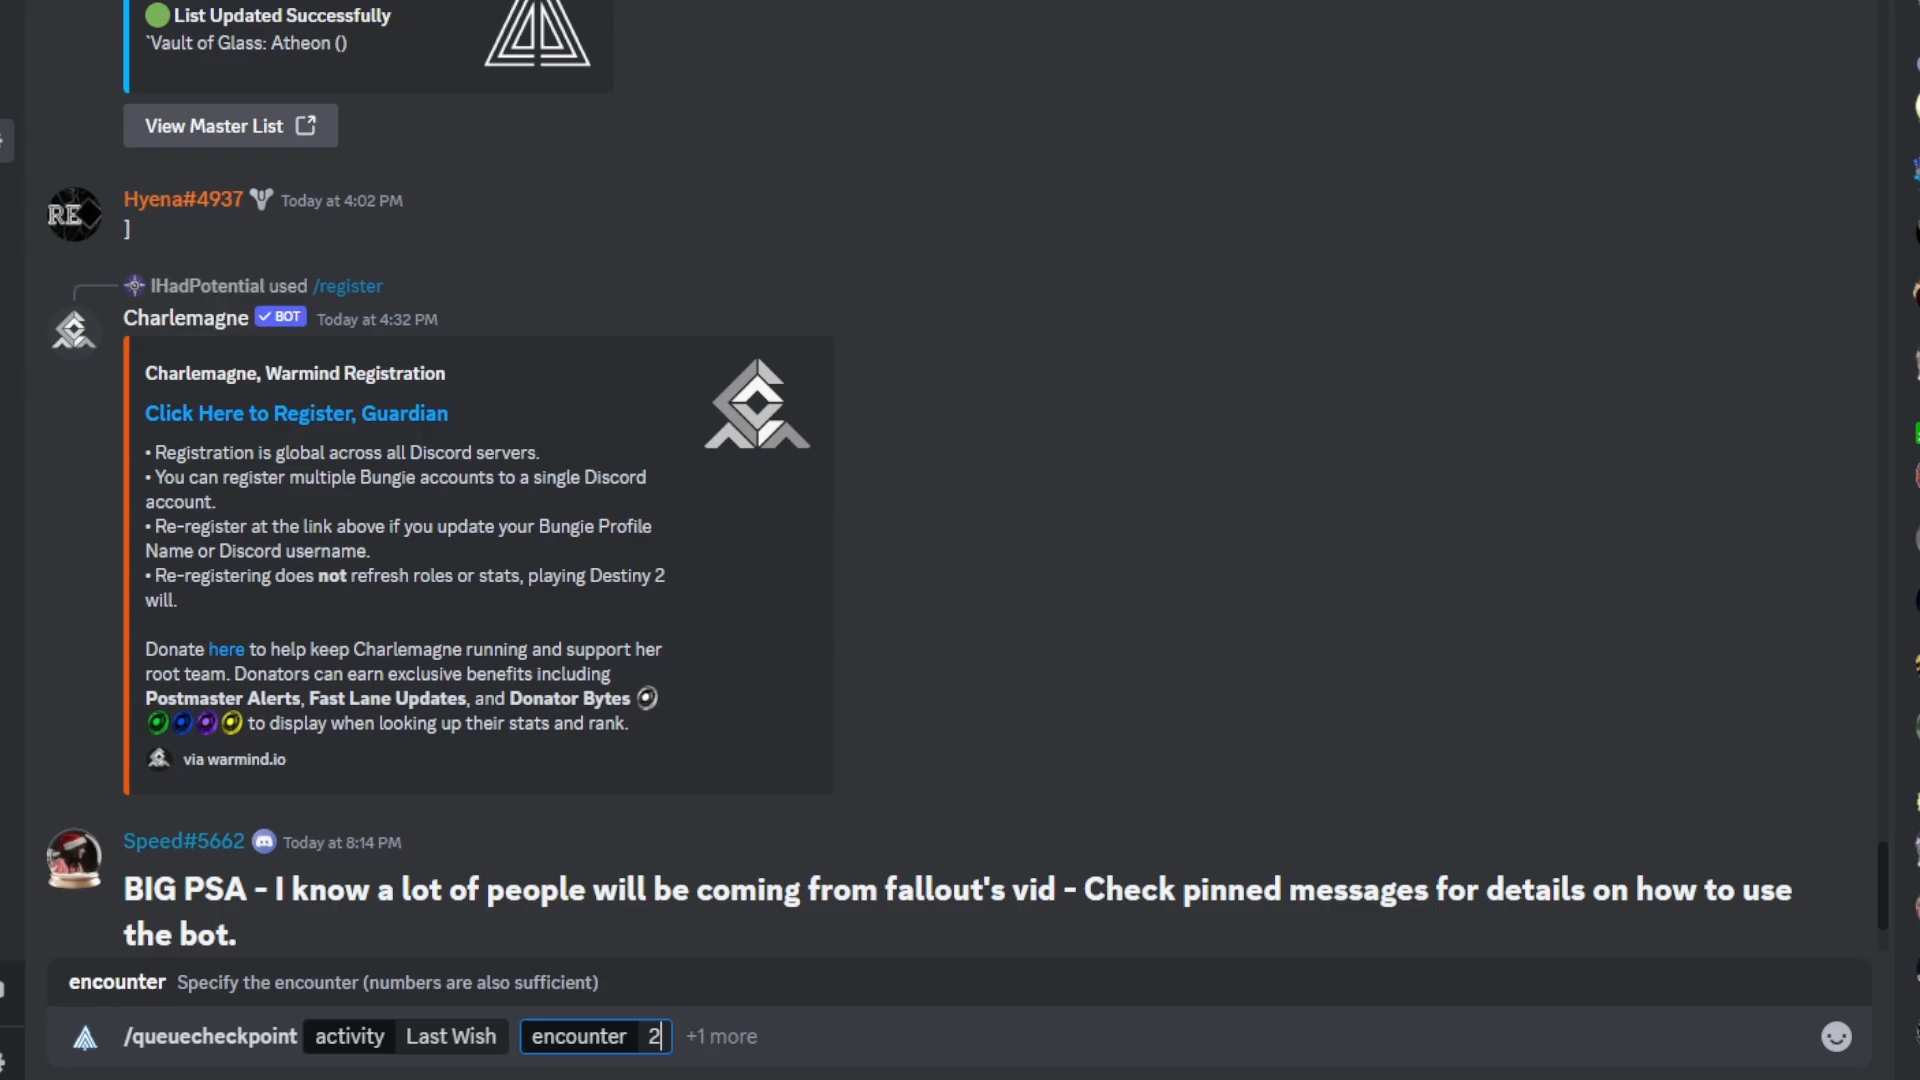 List Updated Successfully
`Vault of Glass: Atheon ()
View Master List
Hyena#4937 Today at 4:02 PM
RE
]
IHadPotential used /register
Charlemagne BOT Today at 4:32 PM
Charlemagne, Warmind Registration
Click Here to Register, Guardian
• Registration is global across all Discord servers.
• You can register multiple Bungie accounts to a single Discord
account.
• Re-register at the link above if you update your Bungie Profile
Name or Discord username.
• Re-registering does not refresh roles or stats, playing Destiny 2
will.
Donate here to help keep Charlemagne running and support her
root team. Donators can earn exclusive benefits including
Postmaster Alerts, Fast Lane Updates, and Donator Bytes
to display when looking up their stats and rank.
via warmind.io
Speed#5662 Today at 8:14 PM
BIG PSA - I know a lot of people will be coming from fallout's vid - Check pinned messages for details on how to use
the bot.
encounter Specify the encounter (numbers are also sufficient)
/queuecheckpoint activity Last Wish encounter 2 +1 more